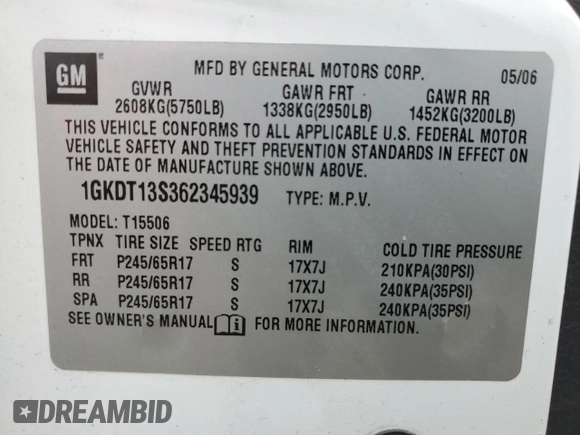 GM
MFD BY GENERAL MOTORS CORP. 05/06
GVWR GAWR FRT GAWR RR
2608KG(5750LB) 1338KG(2950LB) 1452KG(3200LB)
THIS VEHICLE CONFORMS TO ALL APPLICABLE U.S. FEDERAL MOTOR
VEHICLE SAFETY AND THEFT PREVENTION STANDARDS IN EFFECT ON
THE DATE OF MANUFACTURE SHOWN ABOVE.
1GKDT13S362345939 TYPE: M.P.V.
MODEL: T15506
TPNX TIRE SIZE SPEED RTG RIM COLD TIRE PRESSURE
FRT P245/65R17 S 17X7J 210KPA(30PSI)
RR P245/65R17 S 17X7J 240KPA(35PSI)
SPA P245/65R17 S 17X7J 240KPA(35PSI)
SEE OWNER'S MANUAL FOR MORE INFORMATION.
DREAMBID